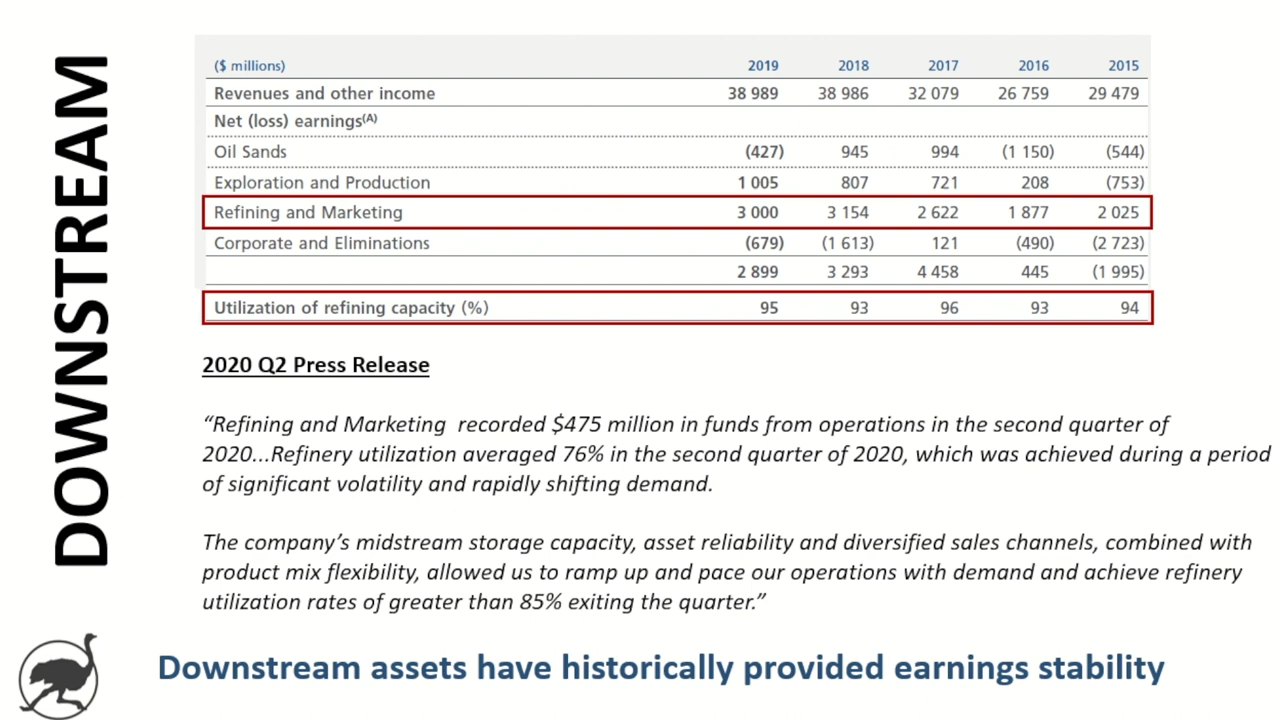 DOWNSTREAM
($ millions) 2019 2018 2017 2016 2015
Revenues and other income 38 989 38 986 32 079 26 759 29 479
Net (loss) earnings(A)
Oil Sands (427) 945 994 (1 150) (544)
Exploration and Production 1 005 807 721 208 (753)
Refining and Marketing 3 000 3 154 2 622 1 877 2 025
Corporate and Eliminations (679) (1 613) 121 (490) (2 723)
2 899 3 293 4 458 445 (1 995)
Utilization of refining capacity (%) 95 93 96 93 94
2020 Q2 Press Release
“Refining and Marketing recorded $475 million in funds from operations in the second quarter of
2020...Refinery utilization averaged 76% in the second quarter of 2020, which was achieved during a period
of significant volatility and rapidly shifting demand.
The company’s midstream storage capacity, asset reliability and diversified sales channels, combined with
product mix flexibility, allowed us to ramp up and pace our operations with demand and achieve refinery
utilization rates of greater than 85% exiting the quarter.”
Downstream assets have historically provided earnings stability